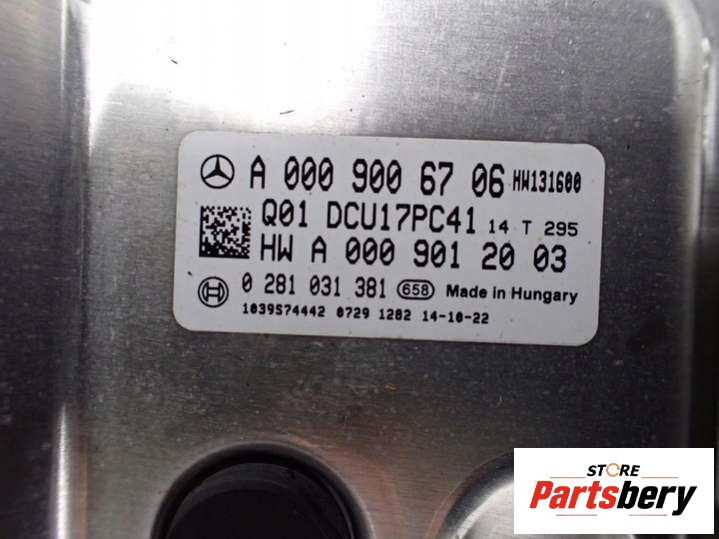 A 000 900 67 06 HW131600
Q01 DCU17PC41 14 T 295
HW A 000 901 20 03
0 281 031 381 658 Made in Hungary
1039S74442 0729 1282 14-10-22
STORE
Partsbery